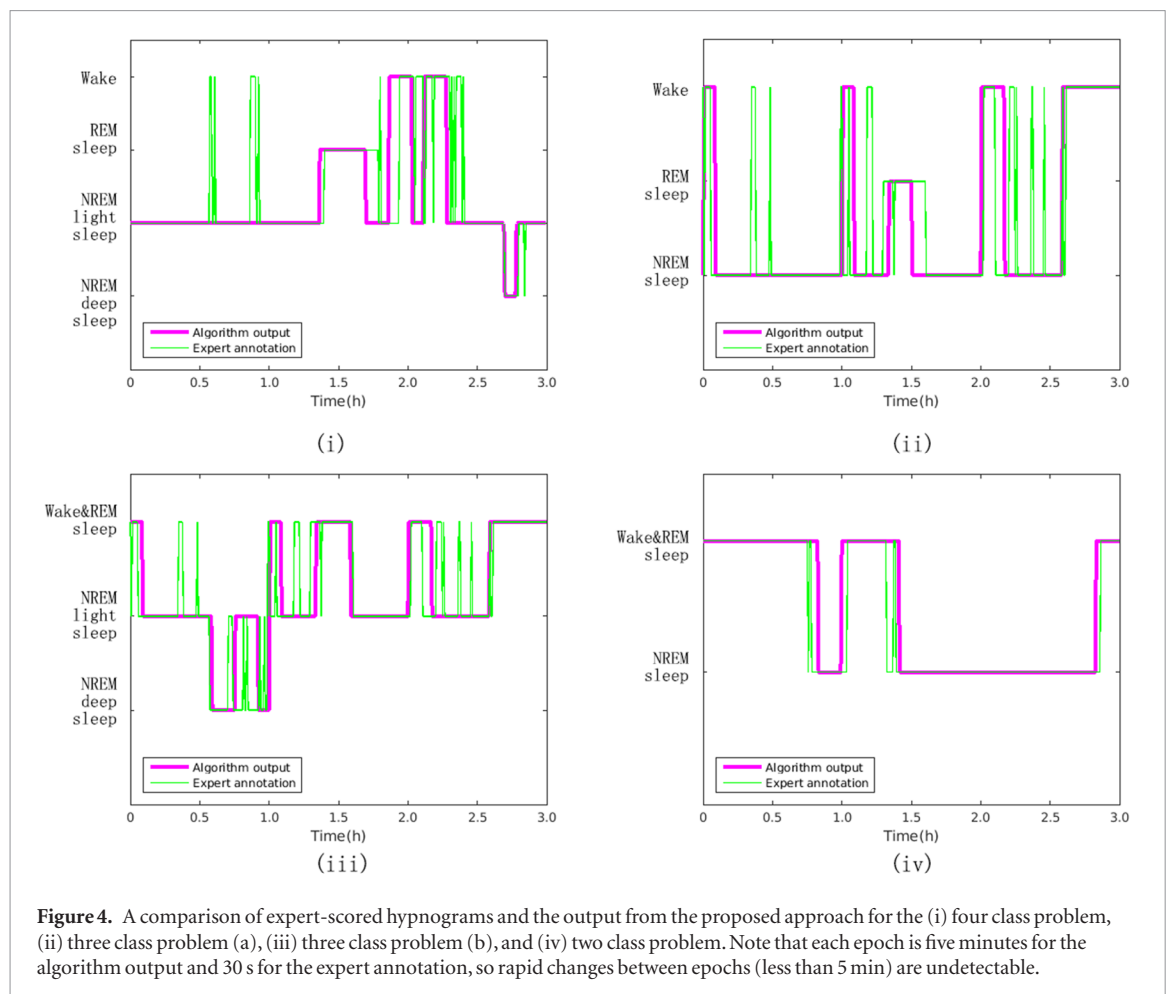 Wake
REM
sleep
NREM
light
sleep
NREM
deep
sleep
Algorithm output
Expert annotation
0 0.5 1.0 1.5 2.0 2.5 3.0
Time(h)
(i)
Wake
REM
sleep
NREM
sleep
Algorithm output
Expert annotation
0 0.5 1.0 1.5 2.0 2.5 3.0
Time(h)
(ii)
Wake&REM
sleep
NREM
light
sleep
NREM
deep
sleep
Algorithm output
Expert annotation
0 0.5 1.0 1.5 2.0 2.5 3.0
Time(h)
(iii)
Wake&REM
sleep
NREM
sleep
Algorithm output
Expert annotation
0 0.5 1.0 1.5 2.0 2.5 3.0
Time(h)
(iv)
Figure 4. A comparison of expert-scored hypnograms and the output from the proposed approach for the (i) four class problem,
(ii) three class problem (a), (iii) three class problem (b), and (iv) two class problem. Note that each epoch is five minutes for the
algorithm output and 30 s for the expert annotation, so rapid changes between epochs (less than 5 min) are undetectable.